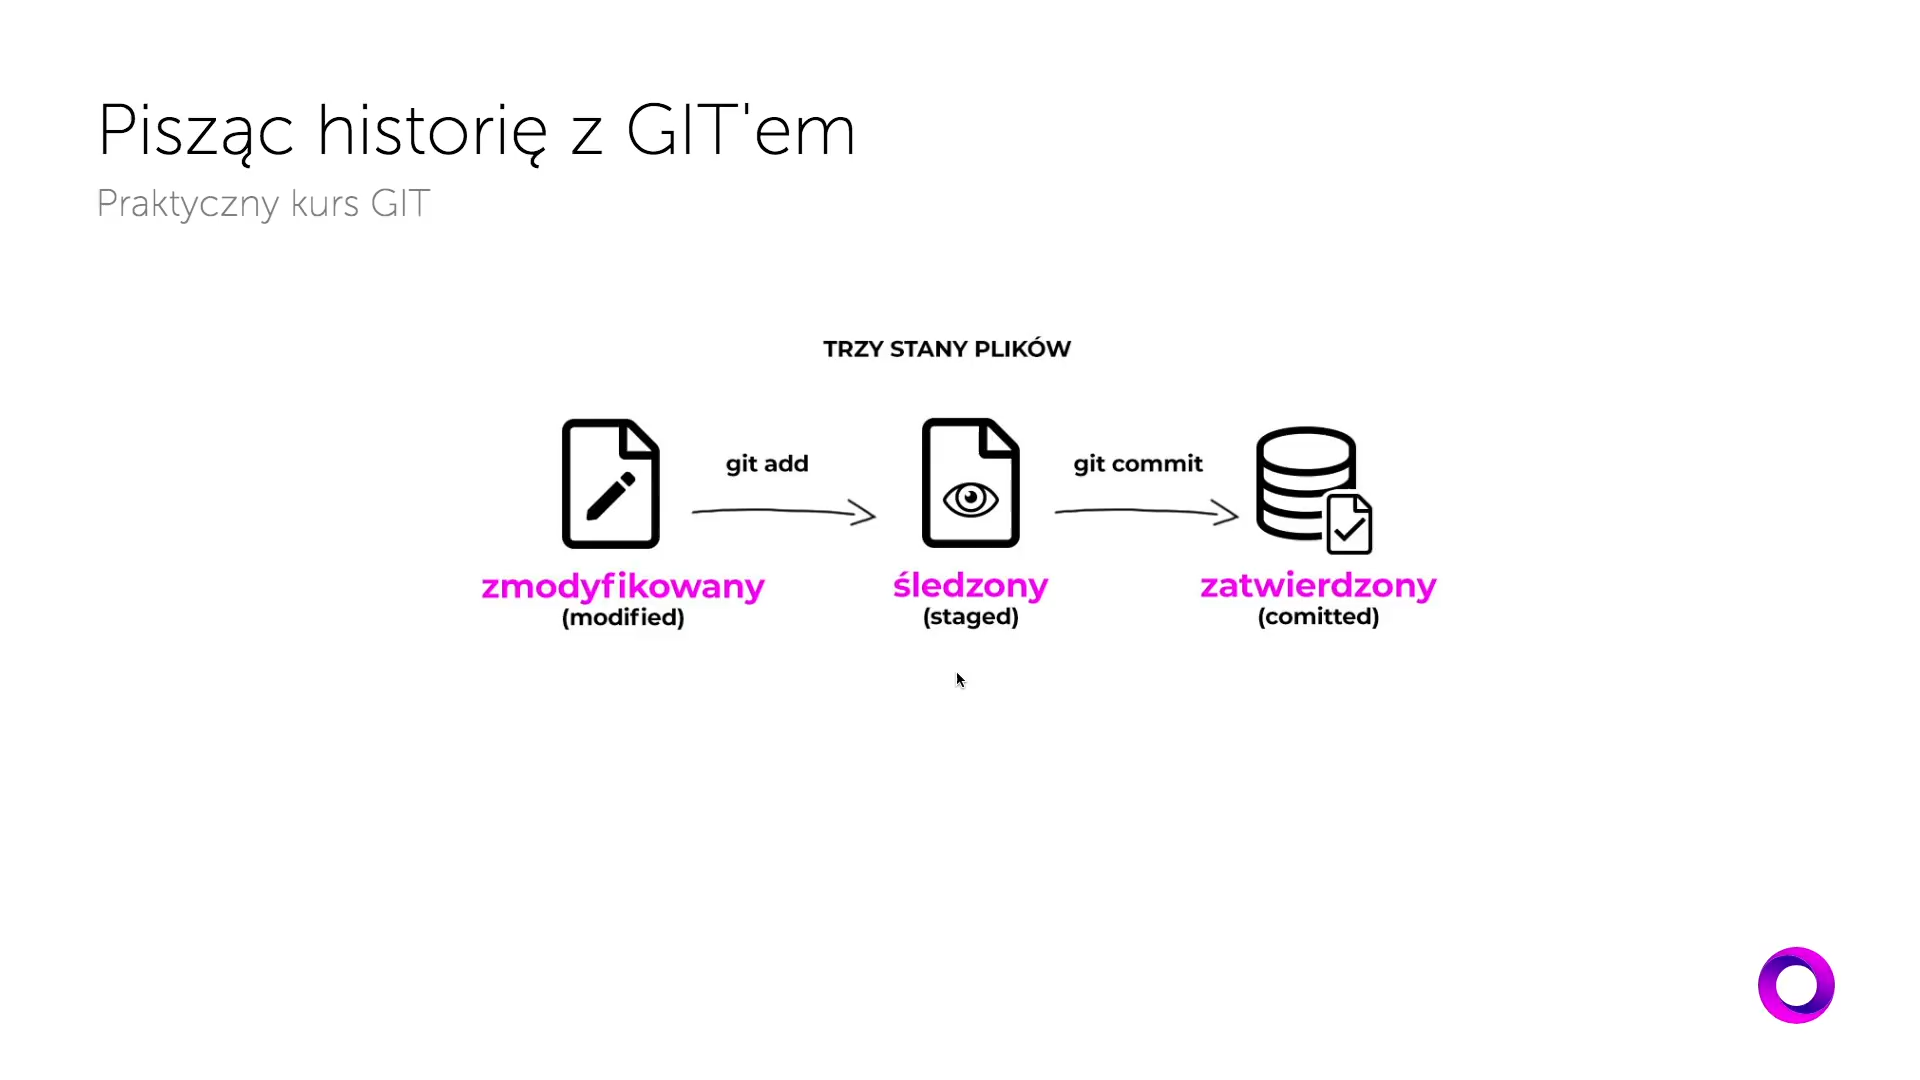 Pisząc historię z GIT'em
Praktyczny kurs GIT
TRZY STANY PLIKÓW
git add
git commit
zmodyfikowany
(modified)
śledzony
(staged)
zatwierdzony
(comitted)